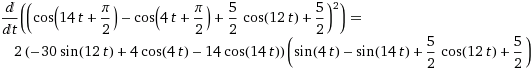 d/dt((cos(14 t + π/2) − cos(4 t + π/2) + 5/2 cos(12 t) + 5/2)^2) =
2 (−30 sin(12 t) + 4 cos(4 t) − 14 cos(14 t)) (sin(4 t) − sin(14 t) + 5/2 cos(12 t) + 5/2)